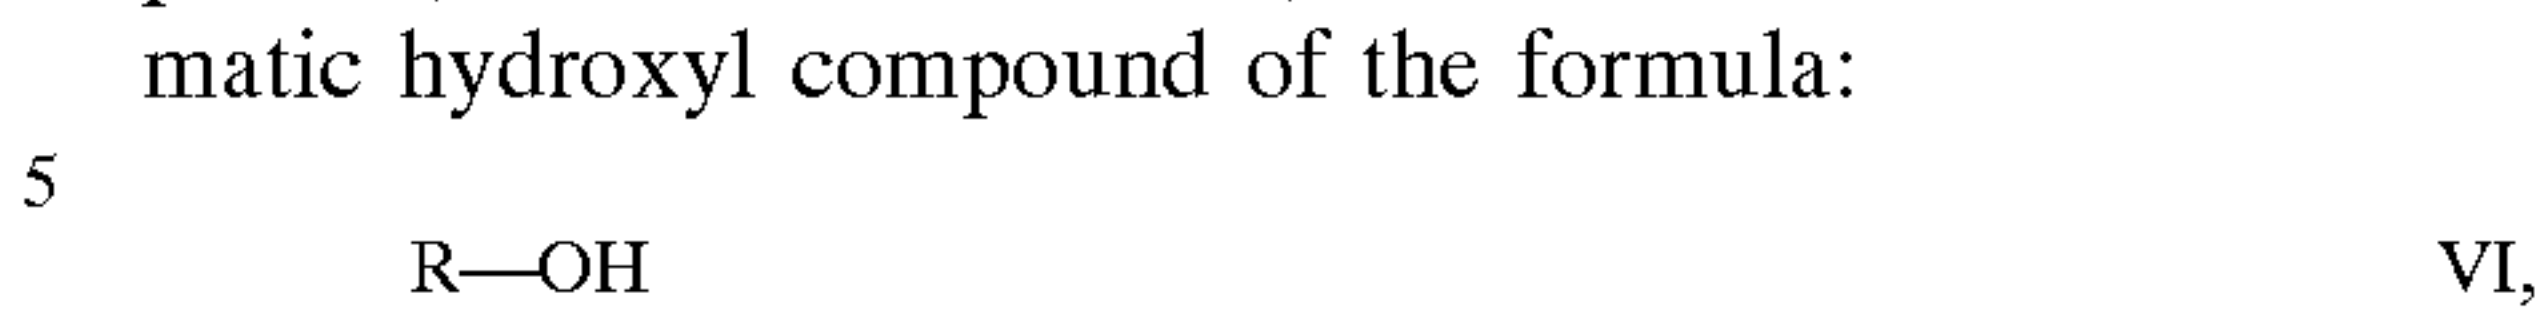 matic hydroxyl compound of the formula:
5
R—OH VI,